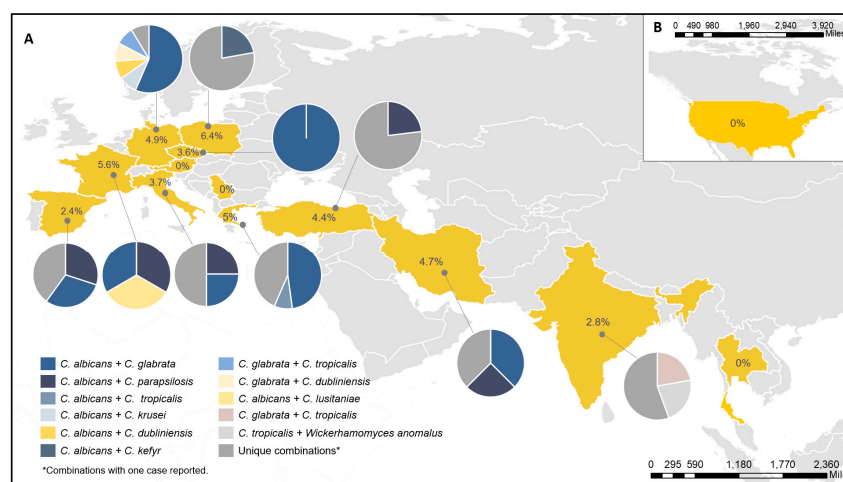 A
B
0 490 980 1,960 2,940 3,920
Miles
0%
4.9%
6.4%
3.6%
5.6%
0%
3.7%
0%
2.4%
5%
4.4%
4.7%
2.8%
0%
C. albicans + C. glabrata
C. albicans + C. parapsilosis
C. albicans + C. tropicalis
C. albicans + C. krusei
C. albicans + C. dubliniensis
C. albicans + C. kefyr
C. glabrata + C. tropicalis
C. glabrata + C. dubliniensis
C. albicans + C. lusitaniae
C. glabrata + C. tropicalis
C. tropicalis + Wickerhamomyces anomalus
Unique combinations*
*Combinations with one case reported.
0 295 590 1,180 1,770 2,360
Mil